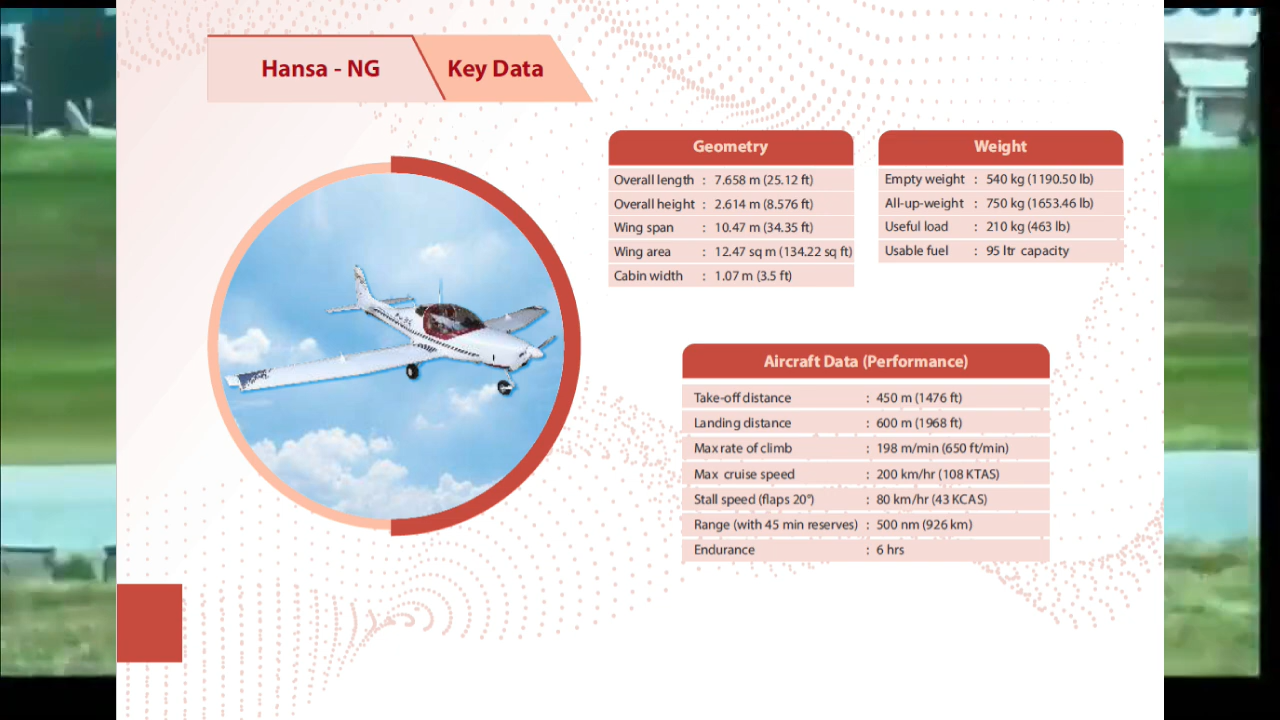 Hansa - NG Key Data
Geometry
Overall length : 7.658 m (25.12 ft)
Overall height : 2.614 m (8.576 ft)
Wing span : 10.47 m (34.35 ft)
Wing area : 12.47 sq m (134.22 sq ft)
Cabin width : 1.07 m (3.5 ft)
Weight
Empty weight : 540 kg (1190.50 lb)
All-up-weight : 750 kg (1653.46 lb)
Useful load : 210 kg (463 lb)
Usable fuel : 95 ltr capacity
Aircraft Data (Performance)
Take-off distance : 450 m (1476 ft)
Landing distance : 600 m (1968 ft)
Max rate of climb : 198 m/min (650 ft/min)
Max cruise speed : 200 km/hr (108 KTAS)
Stall speed (flaps 20°) : 80 km/hr (43 KCAS)
Range (with 45 min reserves) : 500 nm (926 km)
Endurance : 6 hrs